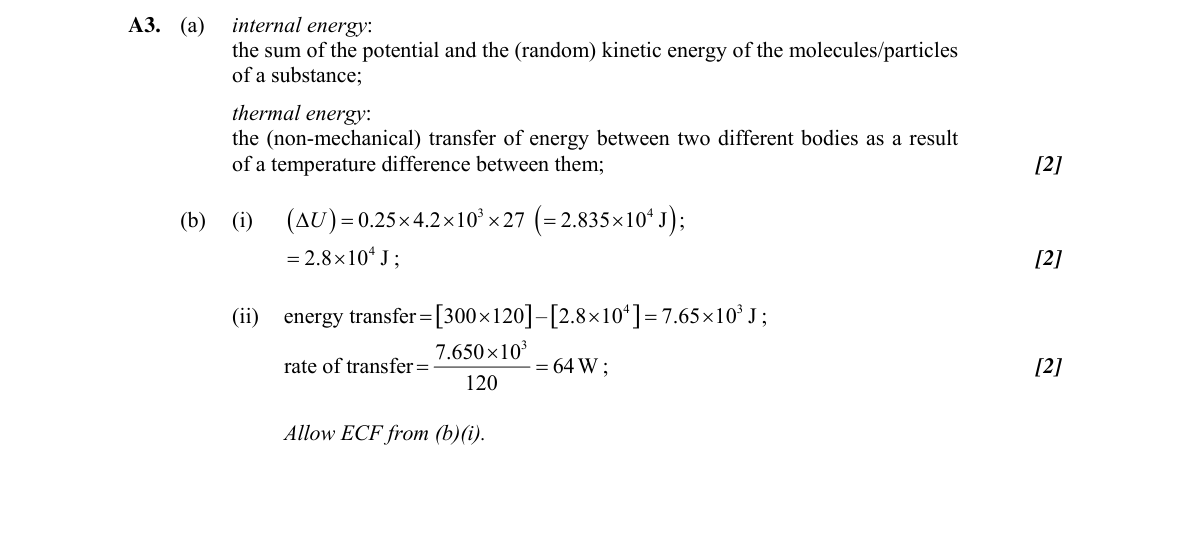 A3. (a) internal energy:
the sum of the potential and the (random) kinetic energy of the molecules/particles
of a substance;
thermal energy:
the (non-mechanical) transfer of energy between two different bodies as a result
of a temperature difference between them; [2]
(b) (i) (ΔU) = 0.25×4.2×10³×27 (= 2.835×10⁴ J);
= 2.8×10⁴ J ; [2]
(ii) energy transfer = [300×120] – [2.8×10⁴] = 7.65×10³ J ;
rate of transfer = 7.650×10³ / 120 = 64 W ; [2]
Allow ECF from (b)(i).